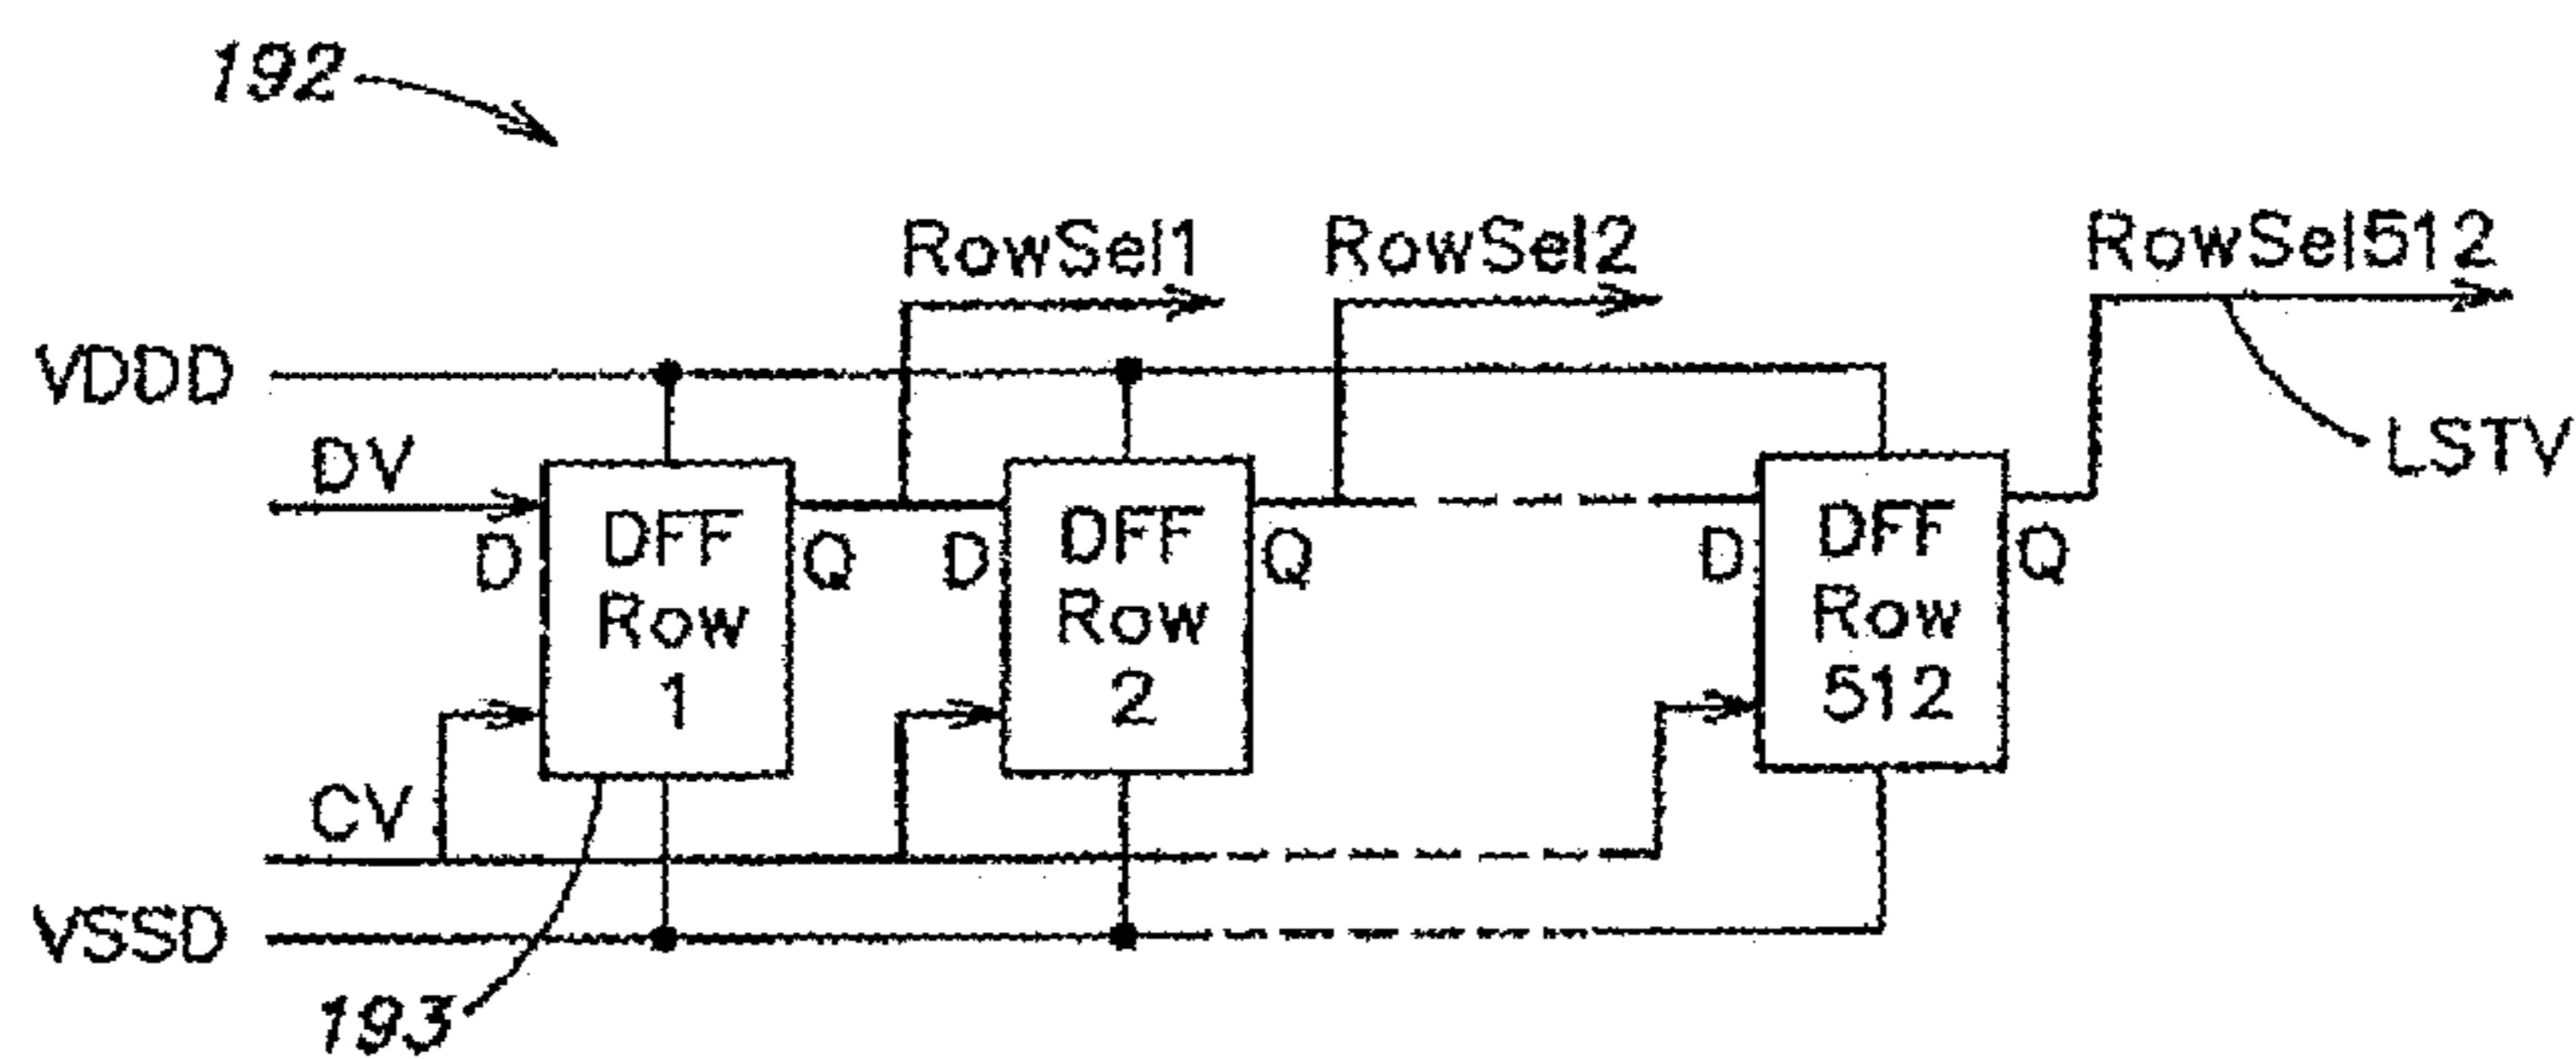 192
RowSel1
RowSel2
RowSel512
VDDD
DV
LSTV
D
DFF
Row
1
Q
D
DFF
Row
2
Q
D
DFF
Row
512
Q
CV
VSSD
193